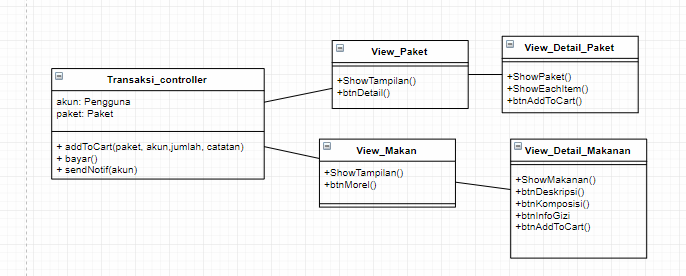 Transaksi_controller
akun: Pengguna
paket: Paket
+ addToCart(paket, akun,jumlah, catatan)
+ bayar()
+ sendNotif(akun)
View_Paket
+ShowTampilan()
+btnDetail()
View_Detail_Paket
+ShowPaket()
+ShowEachItem()
+btnAddToCart()
View_Makan
+ShowTampilan()
+btnMorel()
View_Detail_Makanan
+ShowMakanan()
+btnDeskripsi()
+btnKomposisi()
+btnInfoGizi
+btnAddToCart()